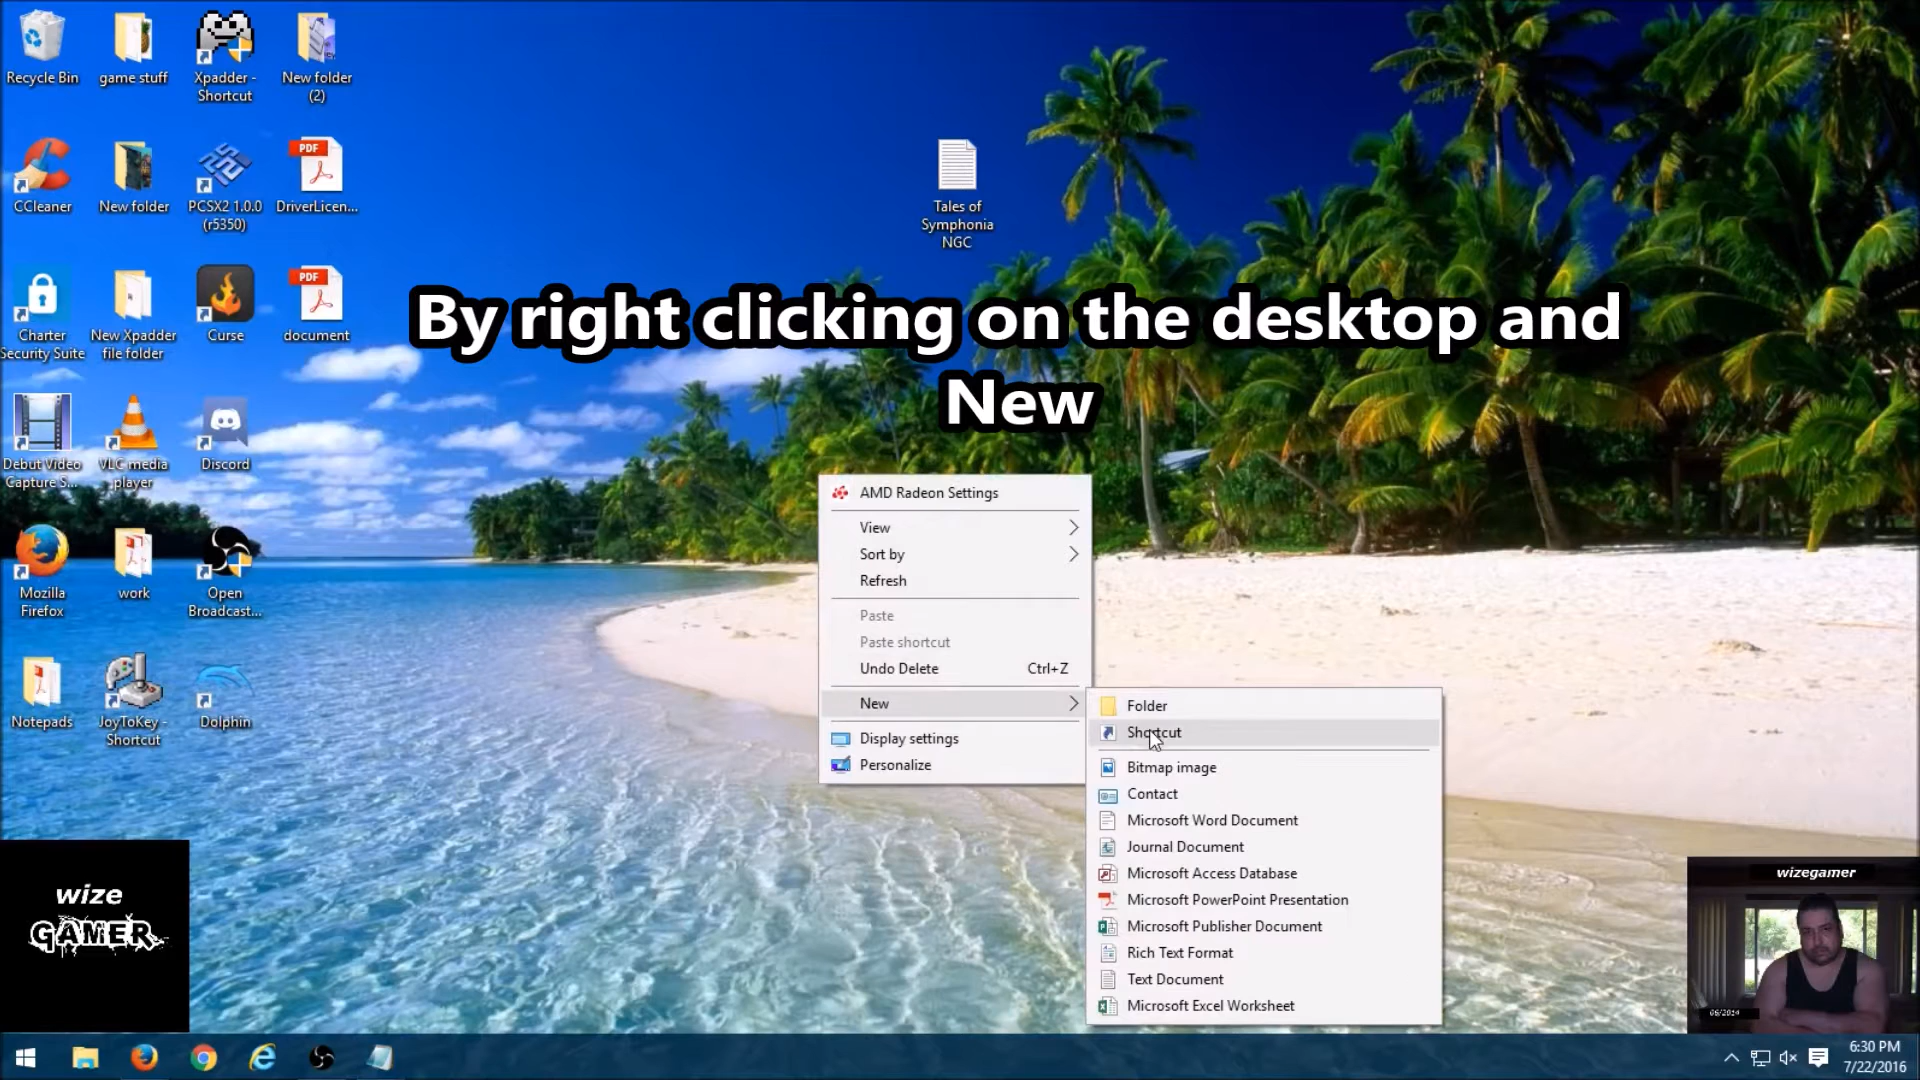 Recycle Bin
game stuff
Xpadder -
Shortcut
New folder
(2)
CCleaner
New folder
PCSX2 1.0.0
(r5350)
PDF
DriverLicen...
Tales of
Symphonia
NGC
Charter
Security Suite
New Xpadder
file folder
Curse
PDF
document
By right clicking on the desktop and
New
Debut Video
Capture S...
VLC media
player
Discord
Mozilla
Firefox
work
Open
Broadcast...
Notepads
JoyToKey -
Shortcut
Dolphin
AMD Radeon Settings
View
Sort by
Refresh
Paste
Paste shortcut
Undo Delete Ctrl+Z
New
Display settings
Personalize
Folder
Shortcut
Bitmap image
Contact
Microsoft Word Document
Journal Document
Microsoft Access Database
Microsoft PowerPoint Presentation
Microsoft Publisher Document
Rich Text Format
Text Document
Microsoft Excel Worksheet
wize
GAMER
wizegamer
06/2014
6:30 PM
7/22/2016